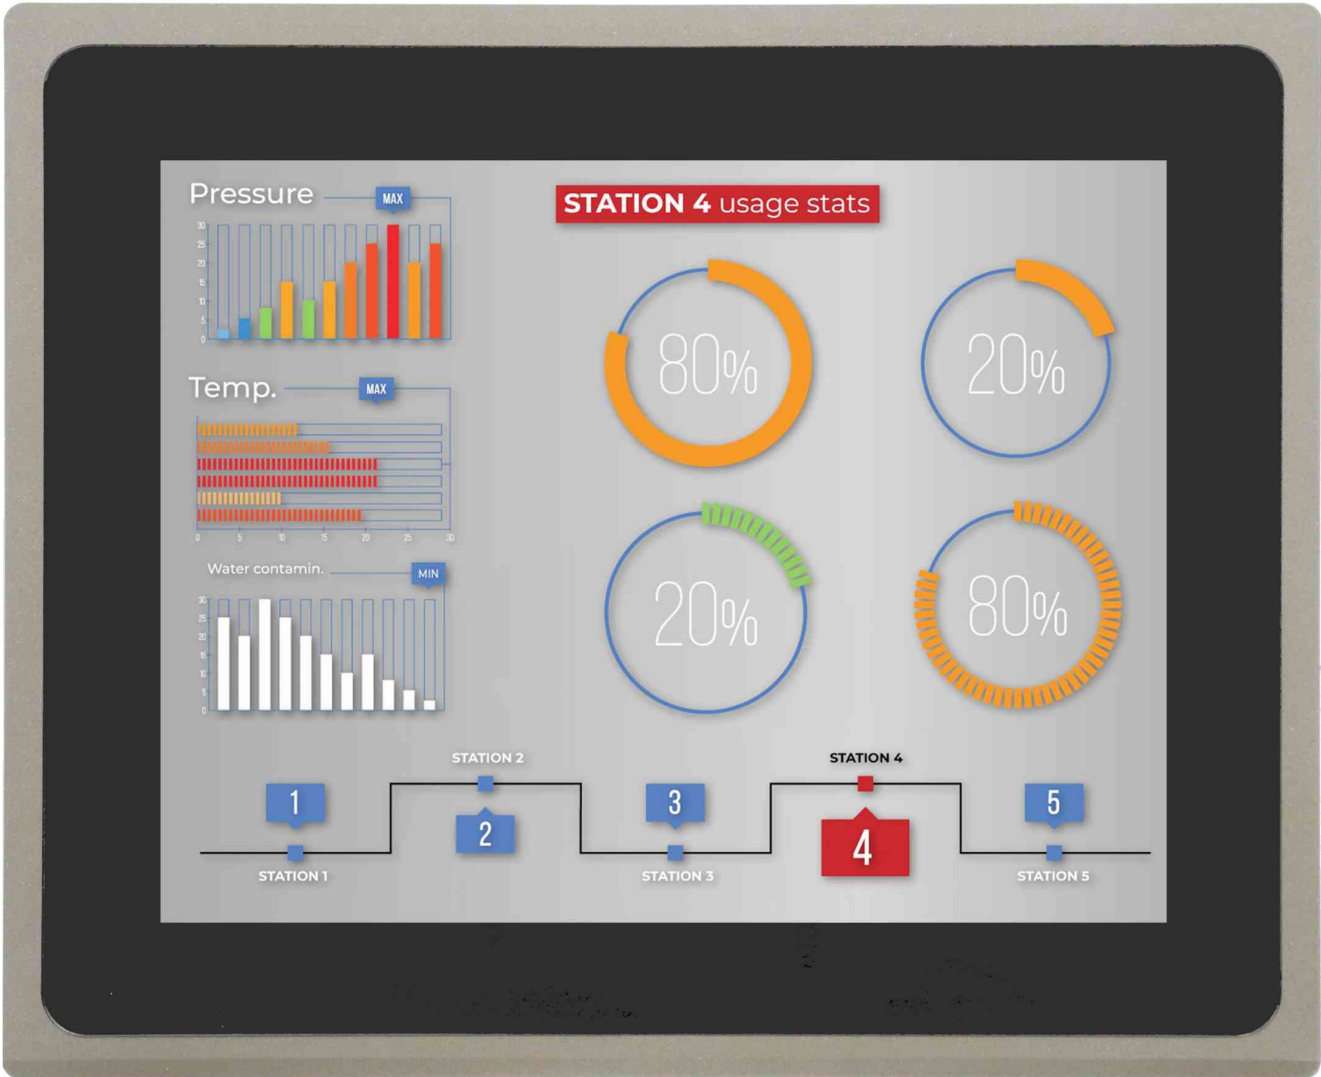 Pressure
MAX
30
25
20
15
10
5
0
Temp.
MAX
0 5 10 15 20 25 30
Water contamin.
MIN
30
25
20
15
10
5
0
STATION 4 usage stats
80%
20%
20%
80%
STATION 2
STATION 4
1
3
5
2
4
STATION 1
STATION 3
STATION 5